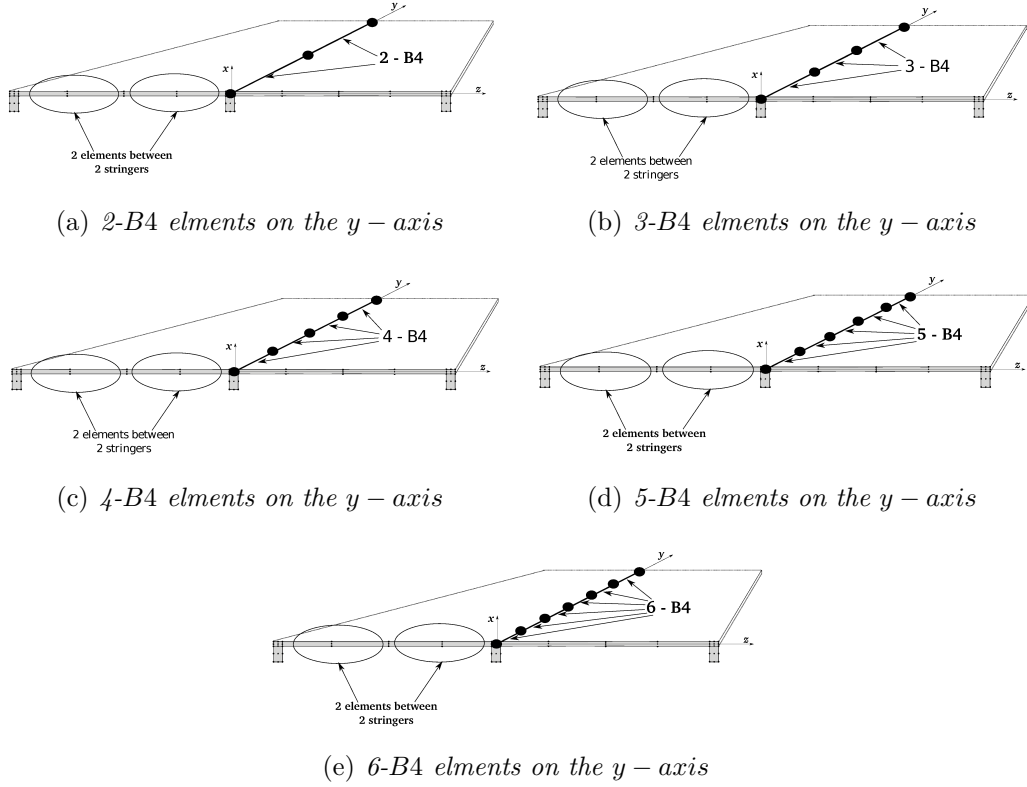 y
2 - B4
x
z
2 elements between
2 stringers
(a) 2-B4 elments on the y − axis
y
3 - B4
x
z
2 elements between
2 stringers
(b) 3-B4 elments on the y − axis
y
4 - B4
x
z
2 elements between
2 stringers
(c) 4-B4 elments on the y − axis
y
5 - B4
x
z
2 elements between
2 stringers
(d) 5-B4 elments on the y − axis
y
6 - B4
x
z
2 elements between
2 stringers
(e) 6-B4 elments on the y − axis